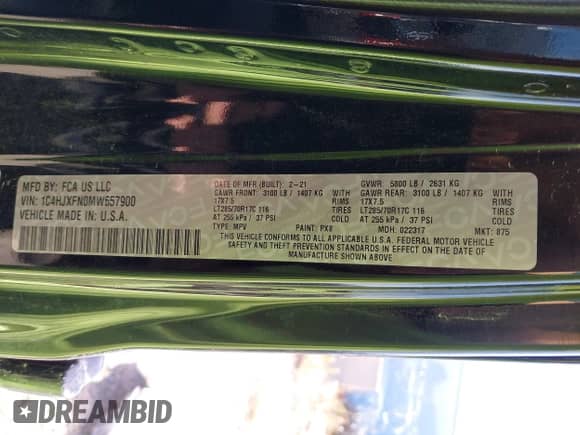 MFD BY: FCA US LLC
VIN: 1C4HJXFN0MW557900
VEHICLE MADE IN: U.S.A.
DATE OF MFR (BUILT): 2-21 GVWR: 5800 LB / 2631 KG
GAWR FRONT: 3100 LB / 1407 KG WITH GAWR REAR: 3100 LB / 1407 KG WITH
17X7.5 RIMS 17X7.5 RIMS
LT285/70R17C 116 TIRES LT285/70R17C 116 TIRES
AT 255 kPa / 37 PSI COLD AT 255 kPa / 37 PSI COLD
TYPE: MPV PAINT: PX8 MDH: 022317 MKT: 875
THIS VEHICLE CONFORMS TO ALL APPLICABLE U.S.A. FEDERAL MOTOR VEHICLE
SAFETY AND THEFT PREVENTION STANDARDS IN EFFECT ON THE DATE OF
MANUFACTURE SHOWN ABOVE
DREAMBID